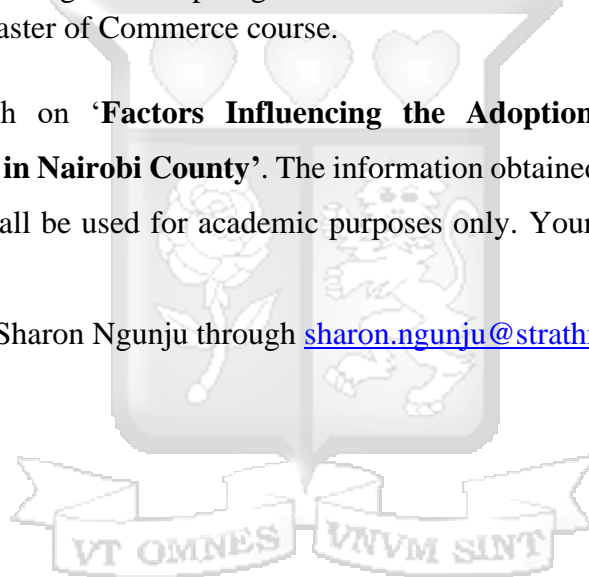 aster of Commerce course.
h on ‘Factors Influencing the Adoption
in Nairobi County’. The information obtained
all be used for academic purposes only. Your
Sharon Ngunju through sharon.ngunju@strath
VT OMNES VNVM SINT